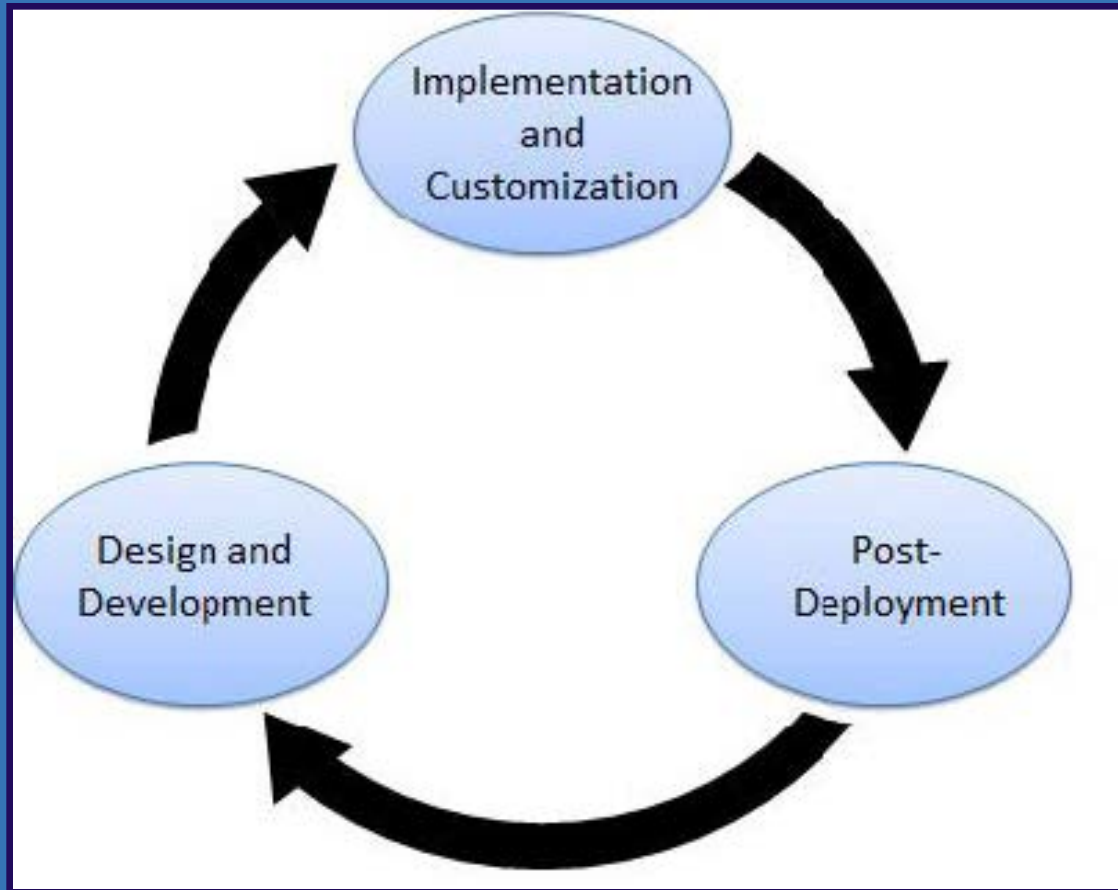 Implementation
and
Customization
Design and
Development
Post-
Deployment